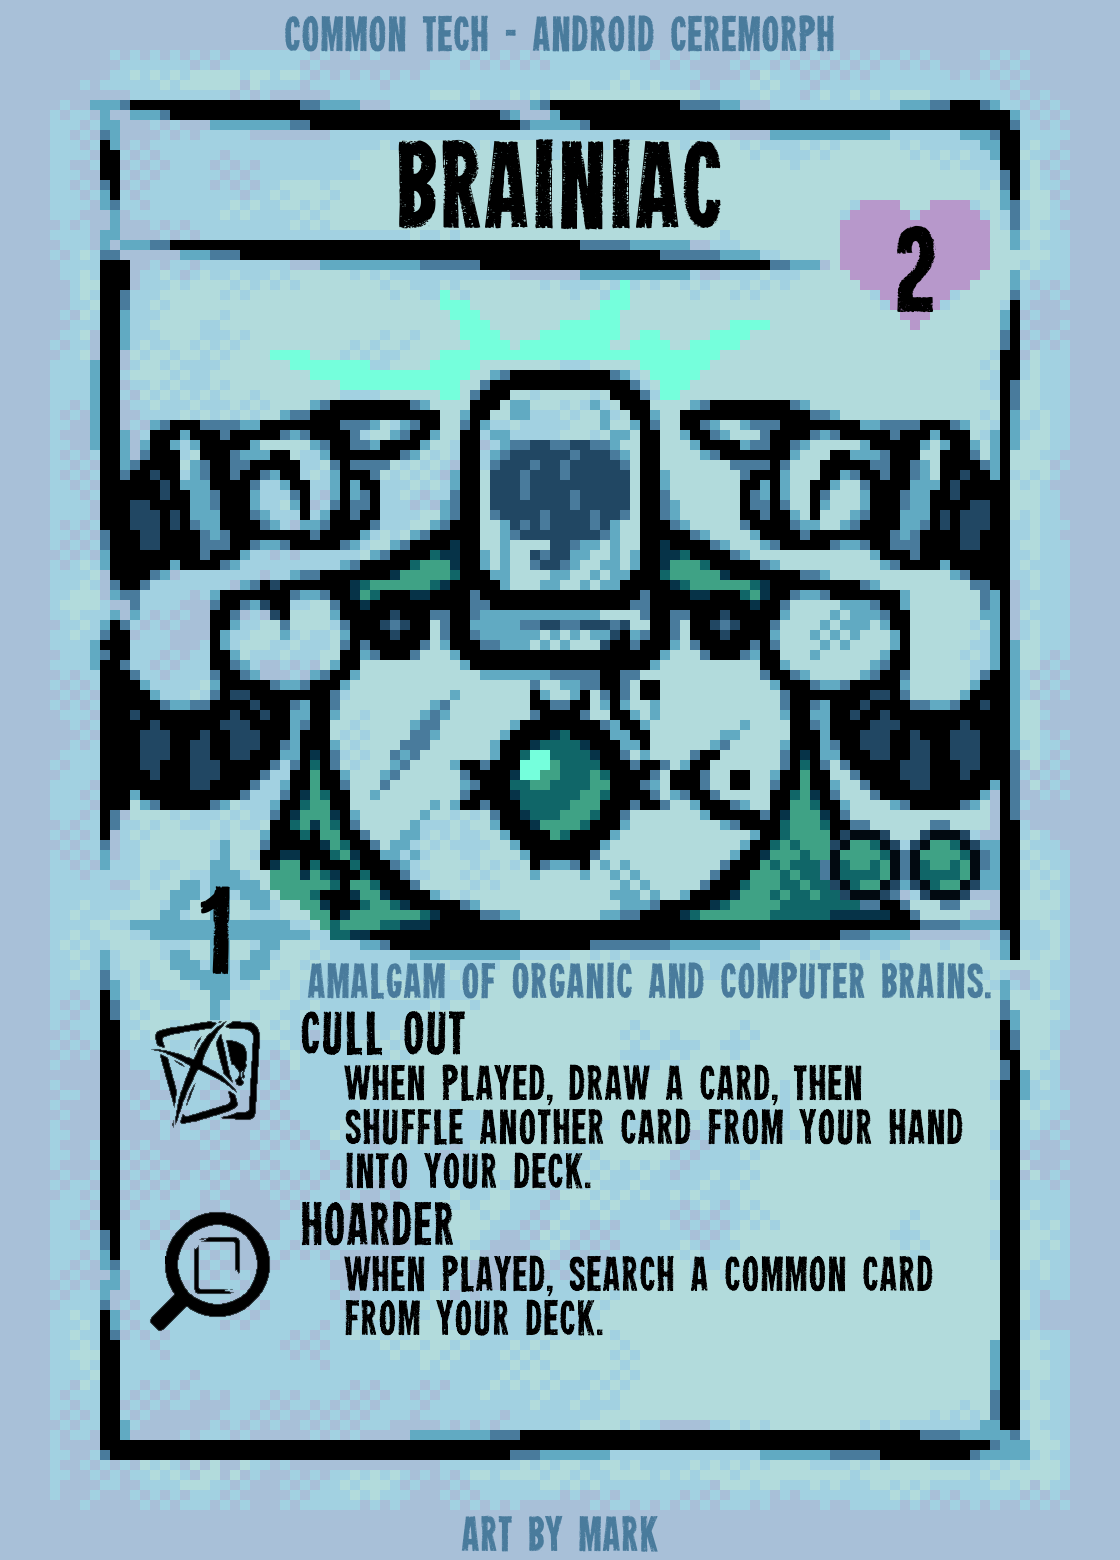 COMMON TECH - ANDROID CEREMORPH
BRAINIAC
2
1
AMALGAM OF ORGANIC AND COMPUTER BRAINS.
CULL OUT
WHEN PLAYED, DRAW A CARD, THEN
SHUFFLE ANOTHER CARD FROM YOUR HAND
INTO YOUR DECK.
HOARDER
WHEN PLAYED, SEARCH A COMMON CARD
FROM YOUR DECK.
ART BY MARK